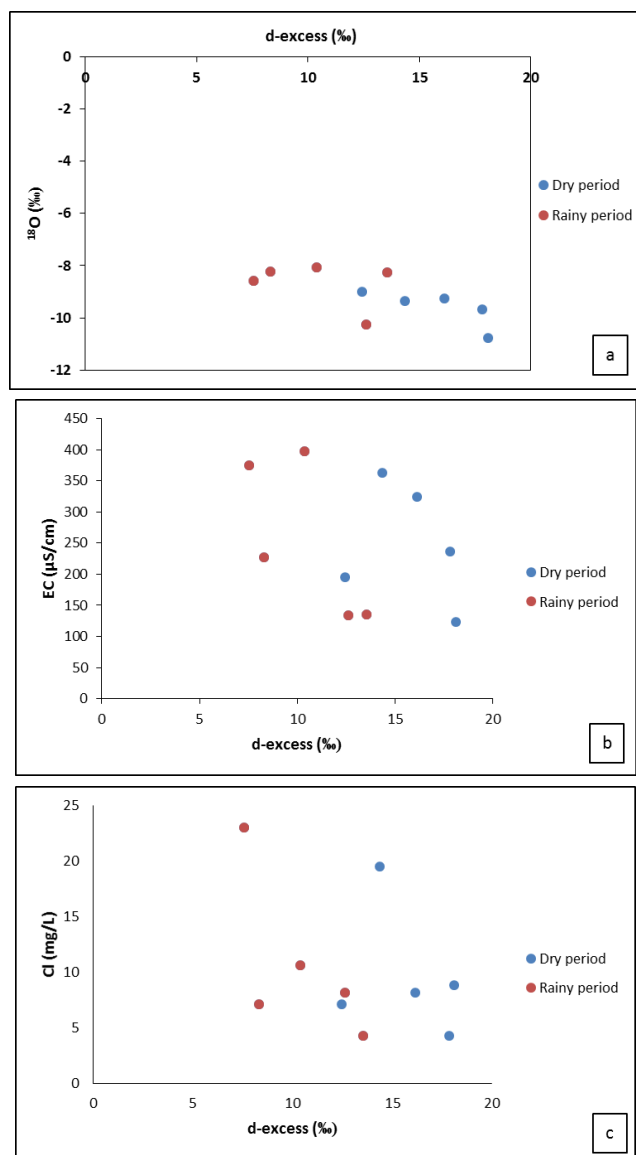 d-excess (‰)
0 5 10 15 20
0
-2
-4
-6
-8
-10
-12
¹⁸O (‰)
Dry period
Rainy period
a
450
400
350
300
250
200
150
100
50
0
EC (µS/cm)
0 5 10 15 20
d-excess (‰)
Dry period
Rainy period
b
25
20
15
10
5
0
Cl (mg/L)
0 5 10 15 20
d-excess (‰)
Dry period
Rainy period
c